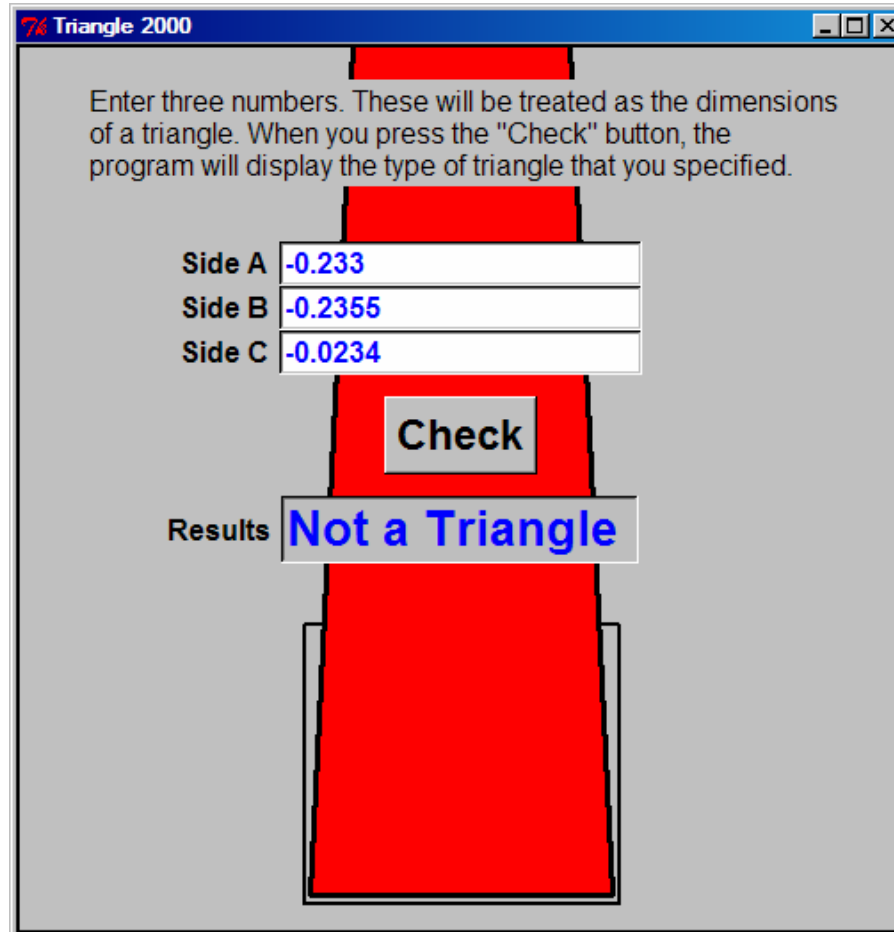 Triangle 2000
Enter three numbers. These will be treated as the dimensions
of a triangle. When you press the "Check" button, the
program will display the type of triangle that you specified.
Side A -0.233
Side B -0.2355
Side C -0.0234
Check
Results Not a Triangle